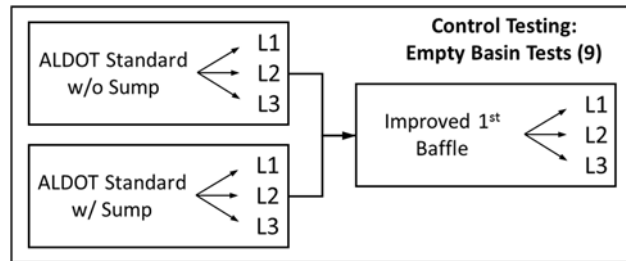 Control Testing:
Empty Basin Tests (9)
ALDOT Standard
w/o Sump
L1
L2
L3
ALDOT Standard
w/ Sump
L1
L2
L3
Improved 1st
Baffle
L1
L2
L3